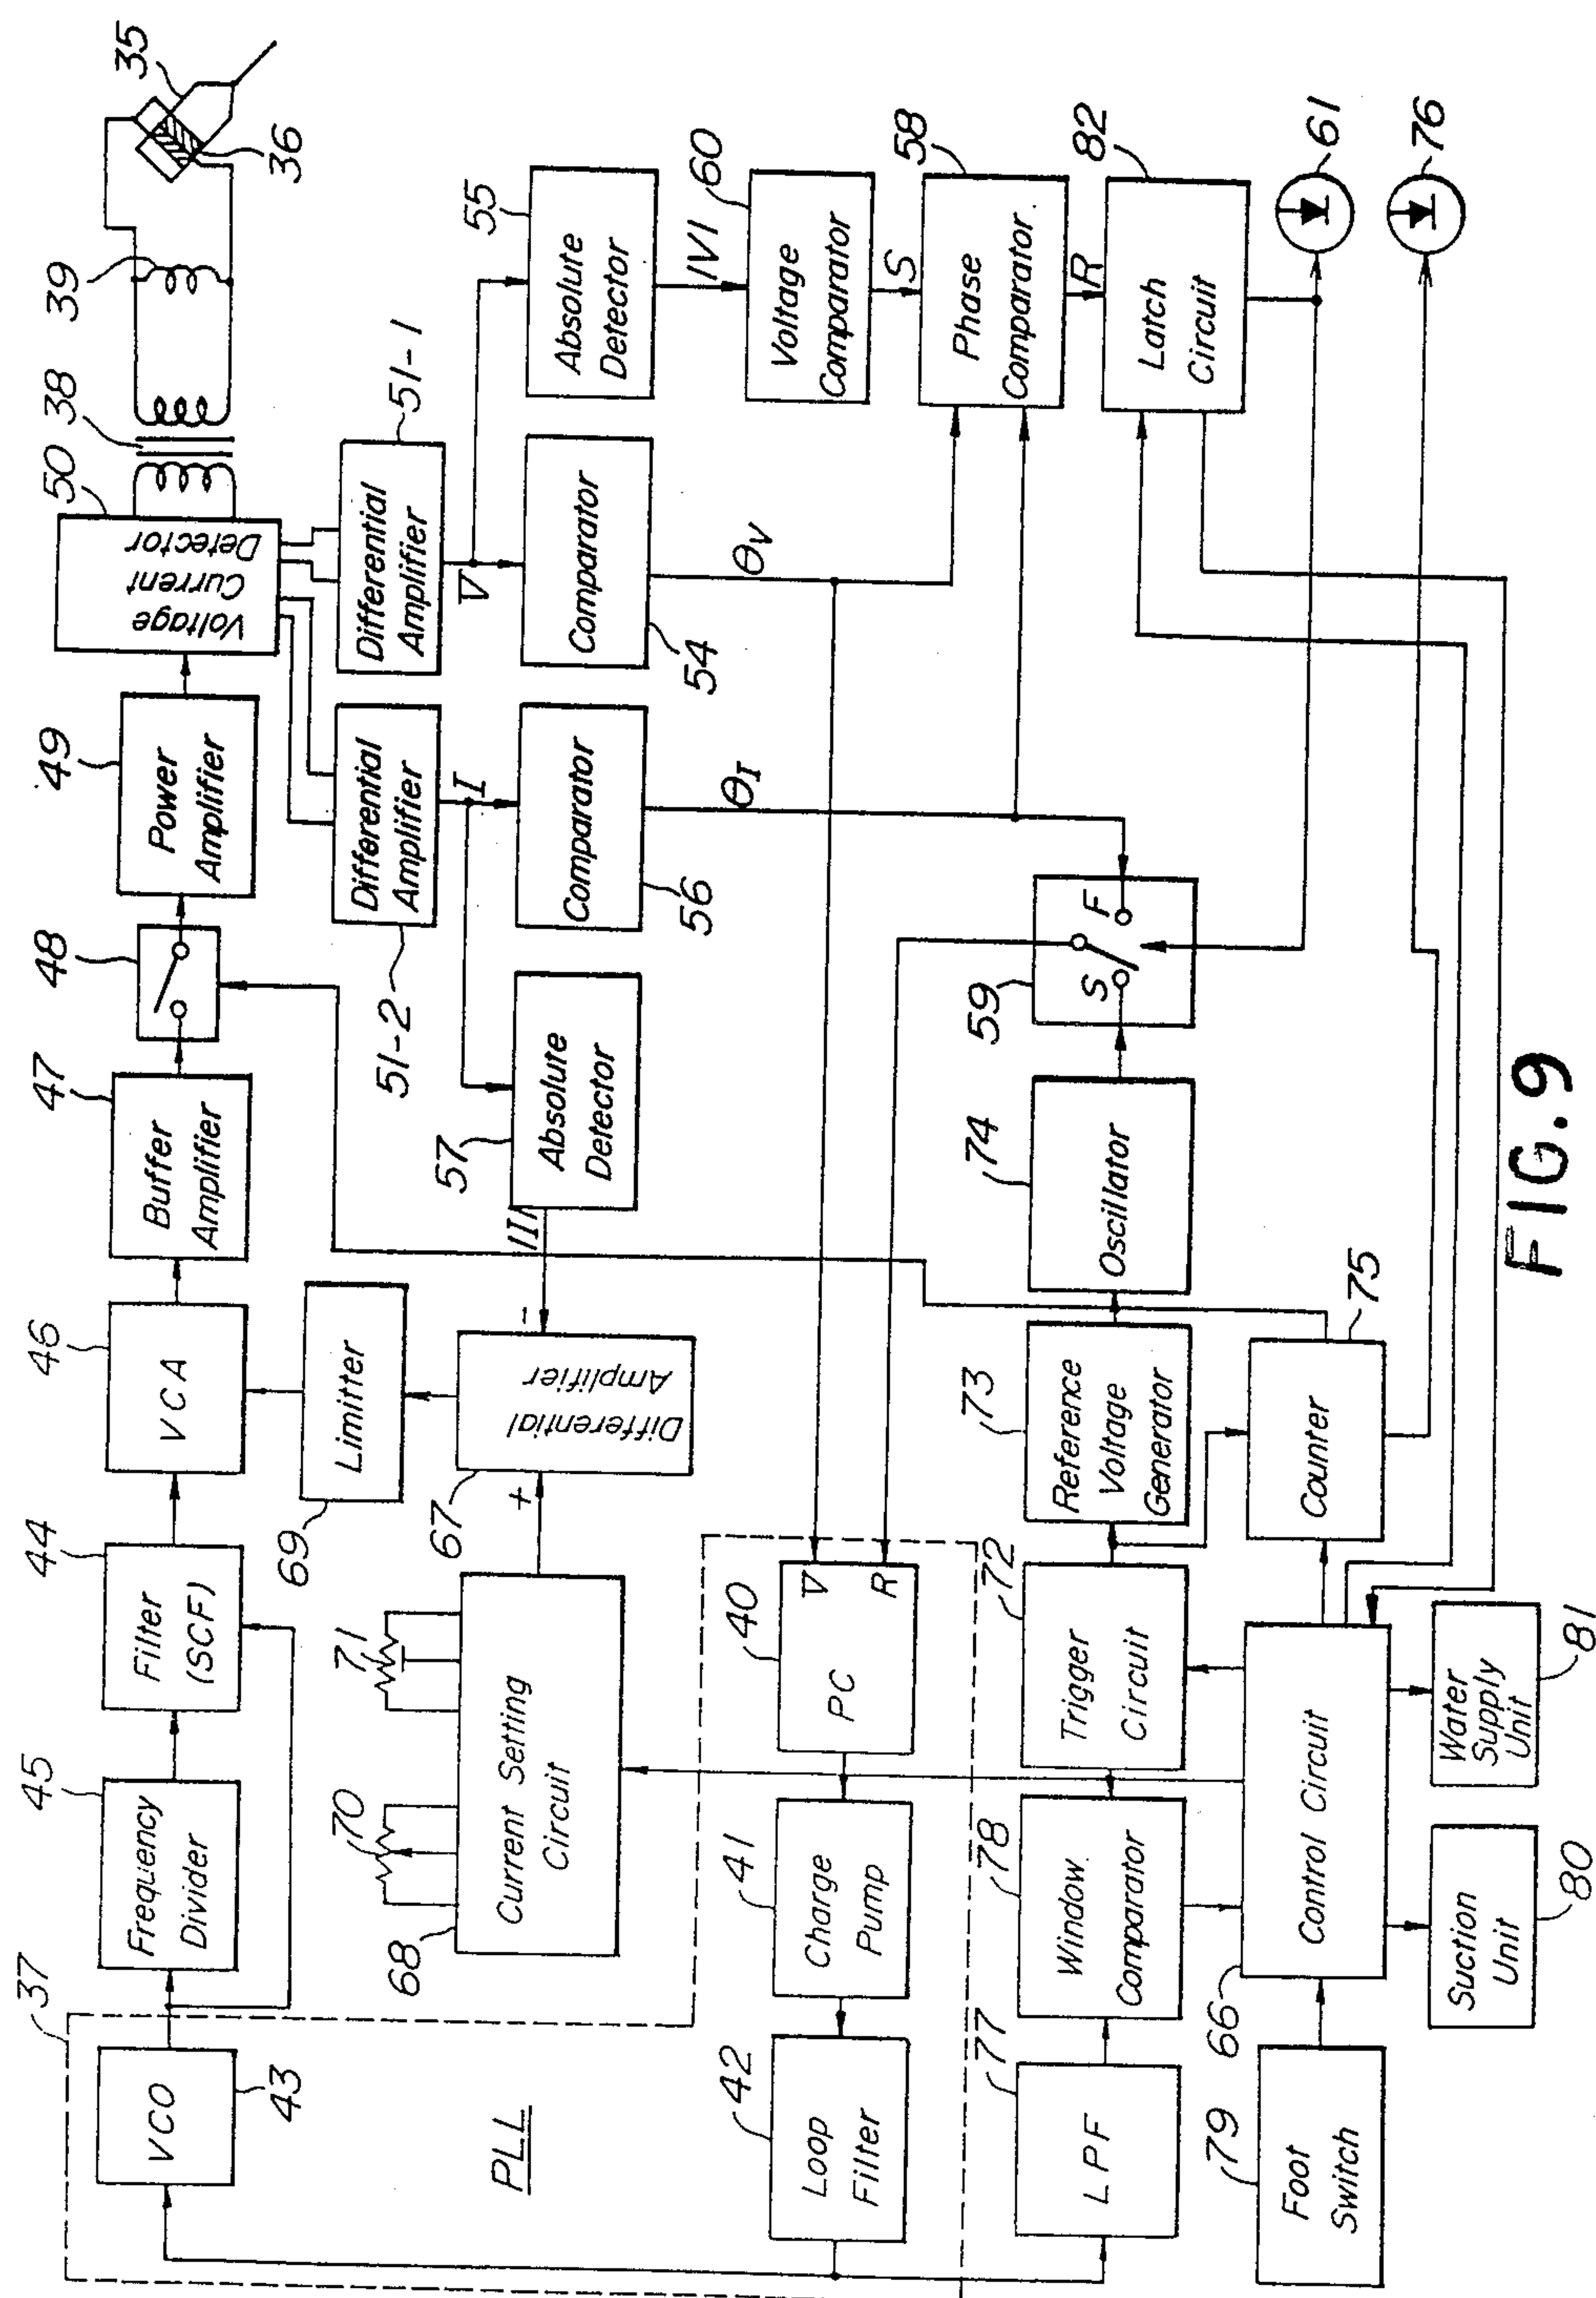 37
VCO
43
45
Frequency
Divider
44
Filter
(SCF)
46
VCA
47
Buffer
Amplifier
48
49
Power
Amplifier
50
Voltage
Current
Detector
38
39
35
36
PLL
68
70
71
Current Setting
Circuit
69
Limitter
67
+
−
Differential
Amplifier
|I|
57
Absolute
Detector
51-2
Differential
Amplifier
I
51-1
Differential
Amplifier
V
56
Comparator
54
Comparator
55
Absolute
Detector
|V|
60
Voltage
Comparator
S
θI
θV
58
Phase
Comparator
R
82
Latch
Circuit
61
76
42
Loop
Filter
41
Charge
Pump
40
PC
V
R
77
LPF
78
Window
Comparator
72
Trigger
Circuit
73
Reference
Voltage
Generator
74
Oscillator
59
S
F
79
Foot
Switch
66
Control Circuit
75
Counter
Suction
Unit
80
Water
Supply
Unit
81
FIG.9